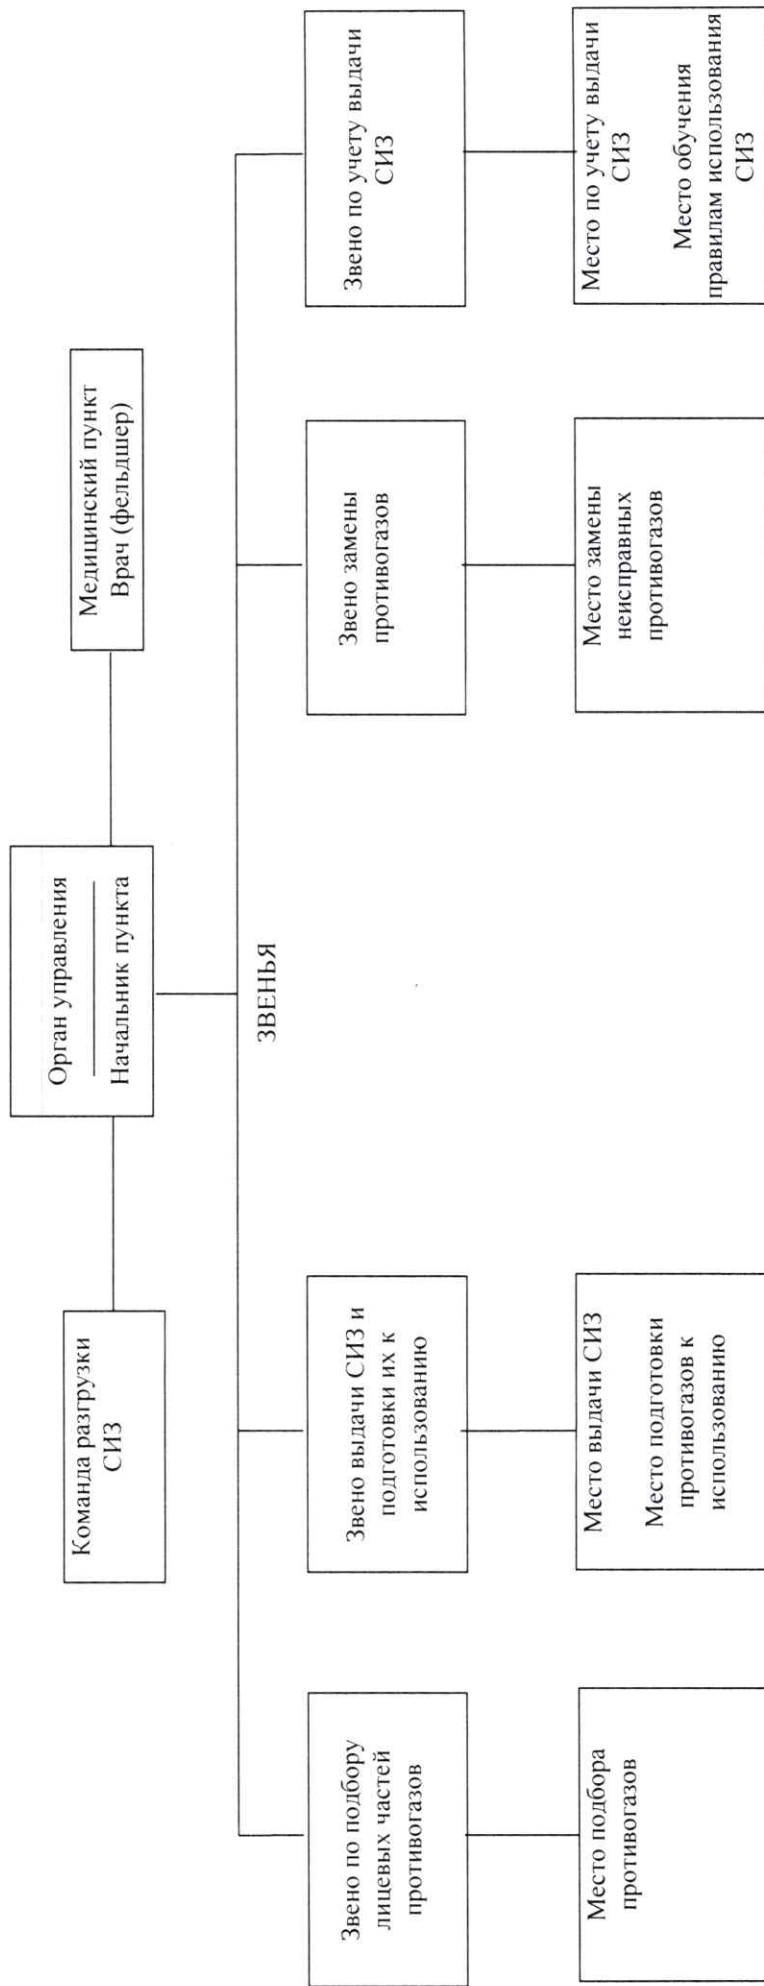 Орган управления
Начальник пункта
Команда разгрузки
СИЗ
Медицинский пункт
Врач (фельдшер)
ЗВЕНЬЯ
Звено по подбору
лицевых частей
противогазов
Звено выдачи СИЗ и
подготовки их к
использованию
Звено замены
противогазов
Звено по учету выдачи
СИЗ
Место подбора
противогазов
Место выдачи СИЗ
Место подготовки
противогазов к
использованию
Место замены
неисправных
противогазов
Место по учету выдачи
СИЗ
Место обучения
правилам использования
СИЗ